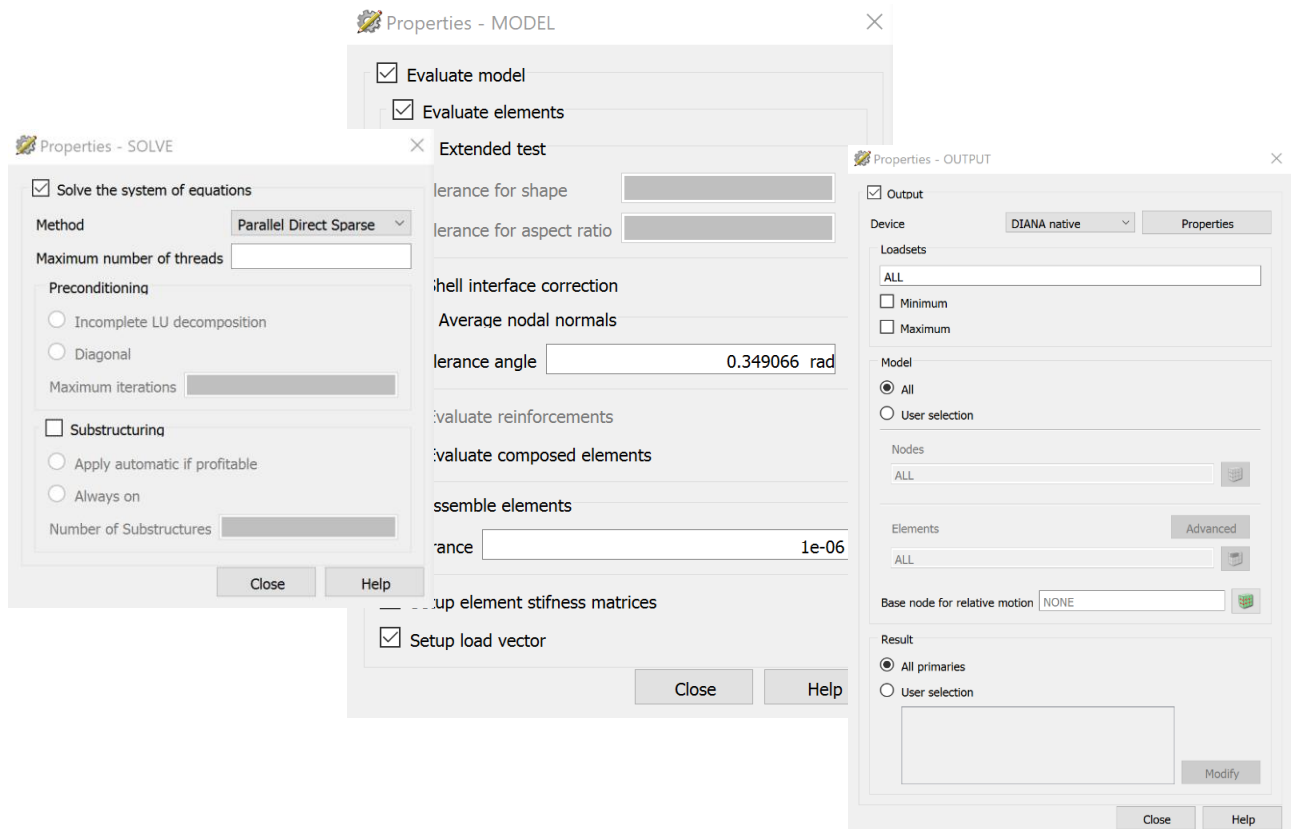 Properties - MODEL
Evaluate model
Evaluate elements
Extended test
lerance for shape
lerance for aspect ratio
hell interface correction
Average nodal normals
lerance angle 0.349066 rad
valuate reinforcements
valuate composed elements
ssemble elements
rance 1e-06
up element stifness matrices
Setup load vector
Close Help
Properties - SOLVE
Solve the system of equations
Method Parallel Direct Sparse
Maximum number of threads
Preconditioning
Incomplete LU decomposition
Diagonal
Maximum iterations
Substructuring
Apply automatic if profitable
Always on
Number of Substructures
Close Help
Properties - OUTPUT
Output
Device DIANA native Properties
Loadsets
ALL
Minimum
Maximum
Model
All
User selection
Nodes
ALL
Elements Advanced
ALL
Base node for relative motion NONE
Result
All primaries
User selection
Modify
Close Help